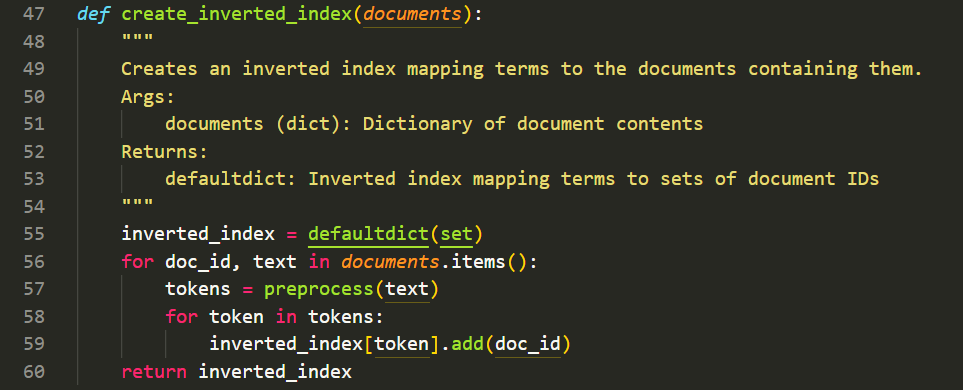 47 def create_inverted_index(documents):
48     """
49     Creates an inverted index mapping terms to the documents containing them.
50     Args:
51         documents (dict): Dictionary of document contents
52     Returns:
53         defaultdict: Inverted index mapping terms to sets of document IDs
54     """
55     inverted_index = defaultdict(set)
56     for doc_id, text in documents.items():
57         tokens = preprocess(text)
58         for token in tokens:
59             inverted_index[token].add(doc_id)
60     return inverted_index